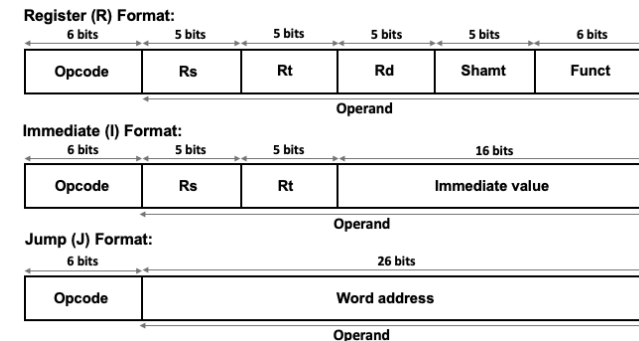 Register (R) Format:
6 bits 5 bits 5 bits 5 bits 5 bits 6 bits
Opcode Rs Rt Rd Shamt Funct
Operand
Immediate (I) Format:
6 bits 5 bits 5 bits 16 bits
Opcode Rs Rt Immediate value
Operand
Jump (J) Format:
6 bits 26 bits
Opcode Word address
Operand